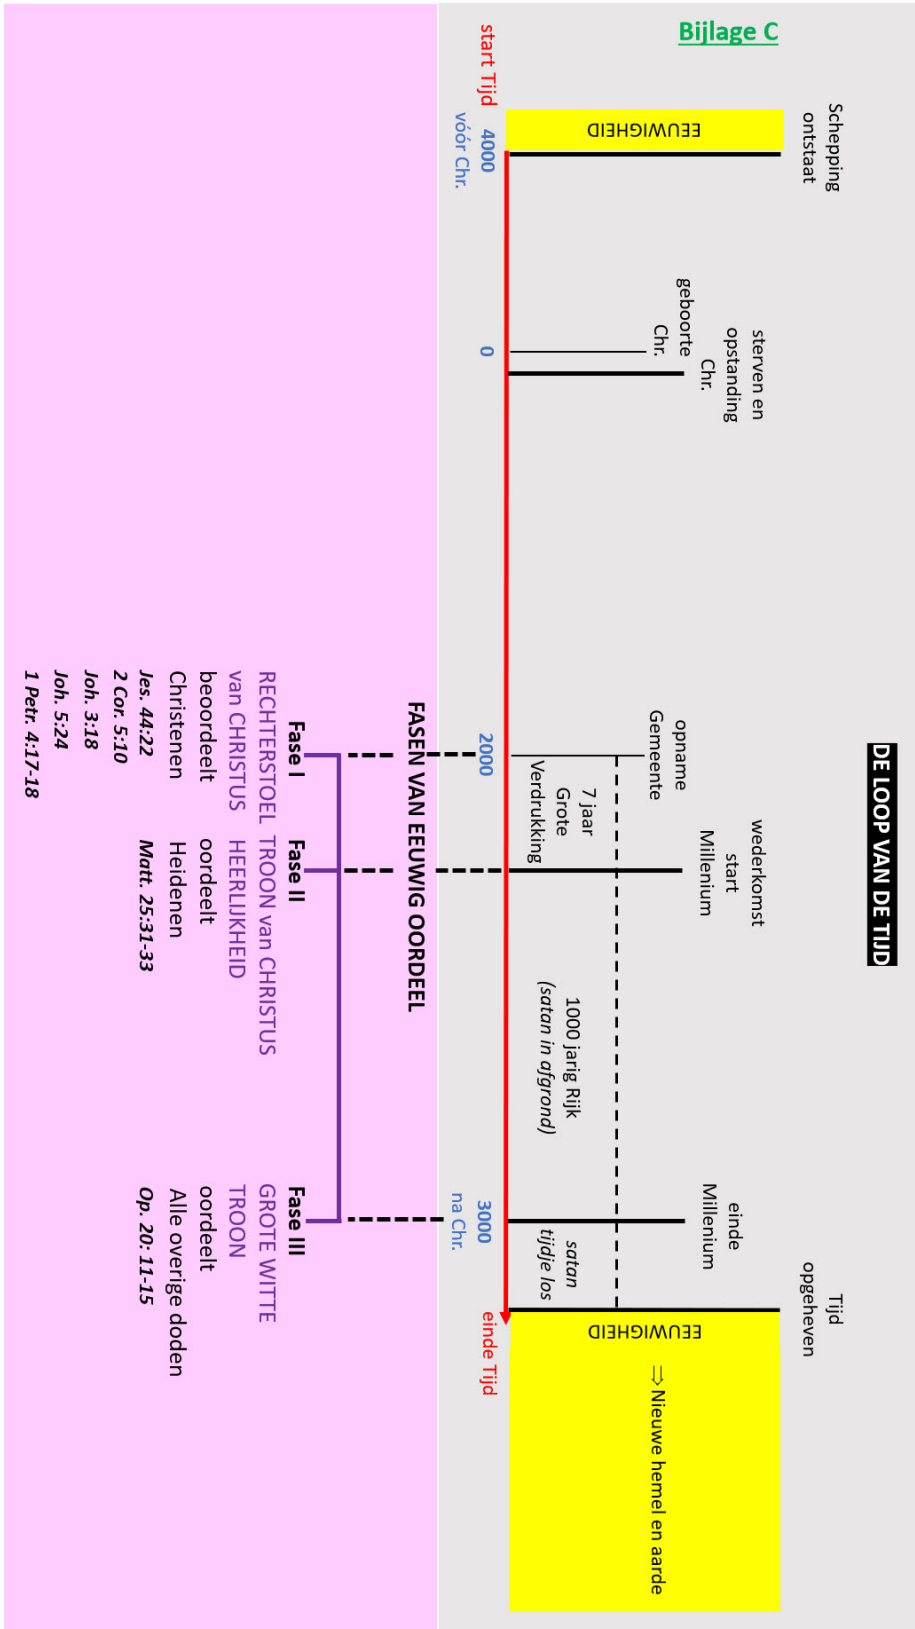 Bijlage C
DE LOOP VAN DE TIJD
Schepping
ontstaat
EEUWIGHEID
start Tijd
4000
vóór Chr.
geboorte
Chr.
0
sterven en
opstanding
Chr.
opname
Gemeente
2000
7 jaar
Grote
Verdrukking
wederkomst
start
Millenium
1000 jarig Rijk
(satan in afgrond)
einde
Millenium
3000
na Chr.
satan
tijdje los
Tijd
opgeheven
einde Tijd
EEUWIGHEID
⇒ Nieuwe hemel en aarde
FASEN VAN EEUWIG OORDEEL
Fase I
RECHTERSTOEL
van CHRISTUS
beoordeelt
Christenen
Jes. 44:22
2 Cor. 5:10
Joh. 3:18
Joh. 5:24
1 Petr. 4:17-18
Fase II
TROON van CHRISTUS
HEERLIJKHEID
oordeelt
Heidenen
Matt. 25:31-33
Fase III
GROTE WITTE
TROON
oordeelt
Alle overige doden
Op. 20: 11-15